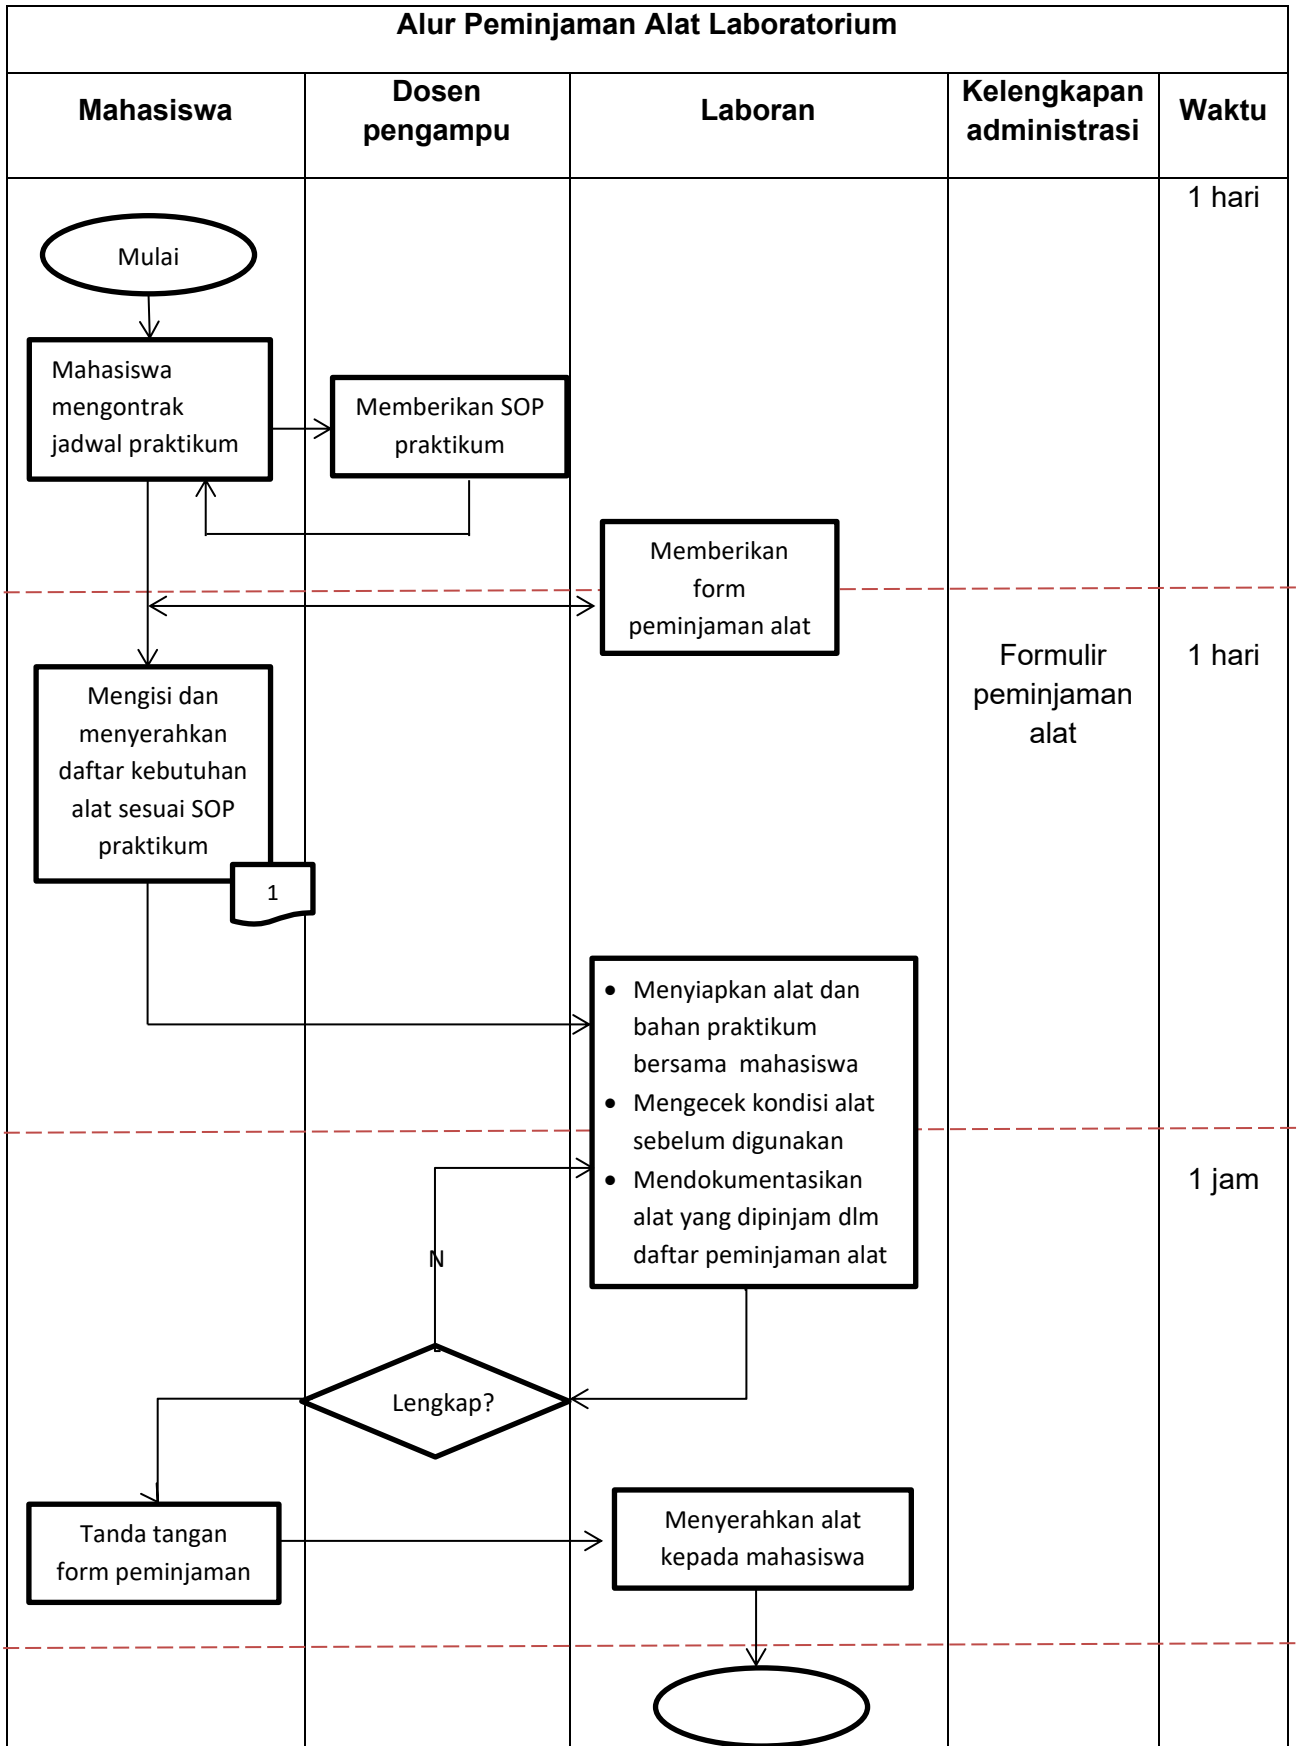 Alur Peminjaman Alat Laboratorium
Mahasiswa
Dosen
pengampu
Laboran
Kelengkapan
administrasi
Waktu
1 hari
Mulai
Mahasiswa
mengontrak
jadwal praktikum
Memberikan SOP
praktikum
Memberikan
form
peminjaman alat
Formulir
peminjaman
alat
1 hari
Mengisi dan
menyerahkan
daftar kebutuhan
alat sesuai SOP
praktikum
1
• Menyiapkan alat dan
bahan praktikum
bersama mahasiswa
• Mengecek kondisi alat
sebelum digunakan
• Mendokumentasikan
alat yang dipinjam dlm
daftar peminjaman alat
1 jam
N
Lengkap?
Tanda tangan
form peminjaman
Menyerahkan alat
kepada mahasiswa